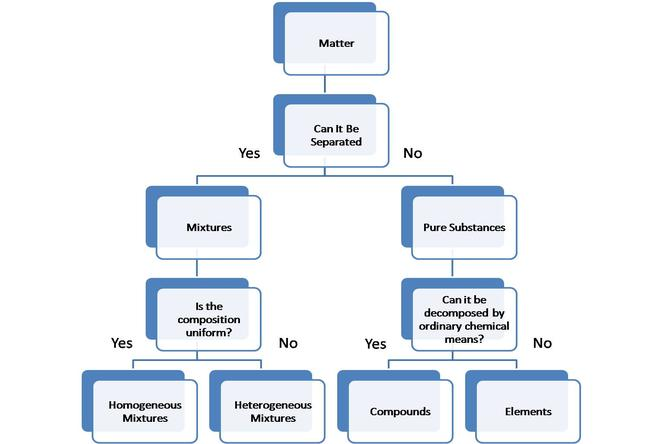 Matter
Can It Be
Separated
Yes
No
Mixtures
Pure Substances
Is the
composition
uniform?
Can it be
decomposed by
ordinary chemical
means?
Yes
No
Yes
No
Homogeneous
Mixtures
Heterogeneous
Mixtures
Compounds
Elements